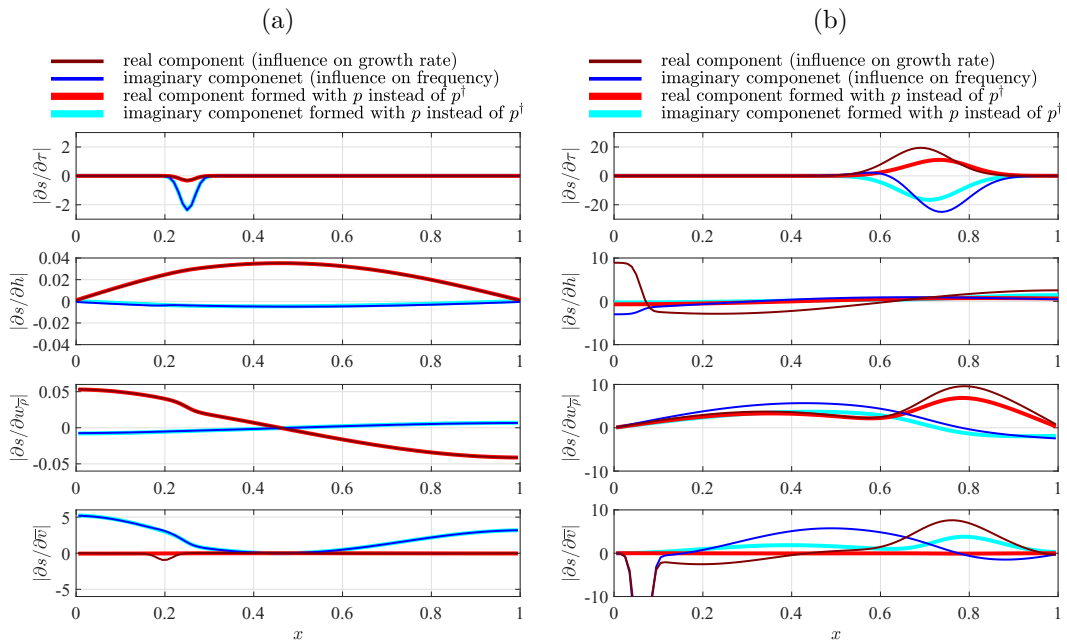 (a)
real component (influence on growth rate)
imaginary componenet (influence on frequency)
real component formed with p instead of p†
imaginary componenet formed with p instead of p†
|∂s/∂τ|
2
0
-2
0 0.2 0.4 0.6 0.8 1
|∂s/∂h|
0.04
0.02
0
-0.02
-0.04
0 0.2 0.4 0.6 0.8 1
|∂s/∂w_ρ̅|
0.05
0
-0.05
0 0.2 0.4 0.6 0.8 1
|∂s/∂v̅|
5
0
-5
0 0.2 0.4 0.6 0.8 1
x
(b)
real component (influence on growth rate)
imaginary componenet (influence on frequency)
real component formed with p instead of p†
imaginary componenet formed with p instead of p†
|∂s/∂τ|
20
0
-20
0 0.2 0.4 0.6 0.8 1
|∂s/∂h|
10
0
-10
0 0.2 0.4 0.6 0.8 1
|∂s/∂w_ρ̅|
10
0
-10
0 0.2 0.4 0.6 0.8 1
|∂s/∂v̅|
10
0
-10
0 0.2 0.4 0.6 0.8 1
x